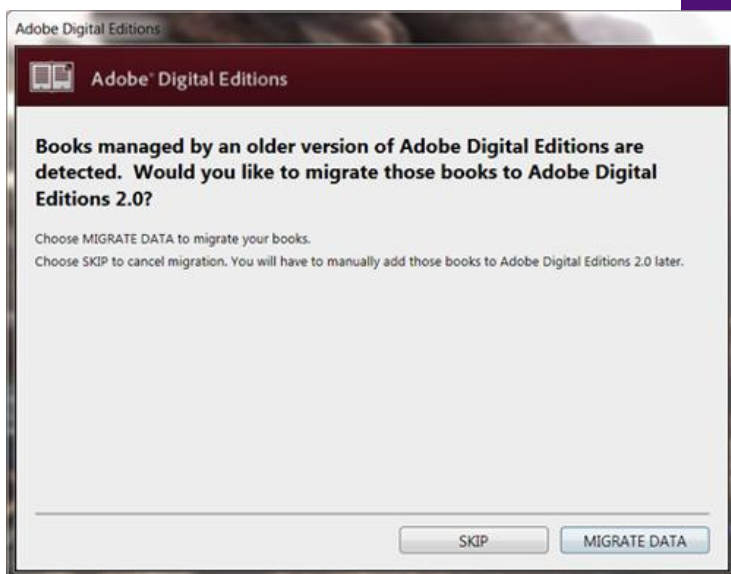 Adobe Digital Editions
Adobe® Digital Editions
Books managed by an older version of Adobe Digital Editions are
detected. Would you like to migrate those books to Adobe Digital
Editions 2.0?
Choose MIGRATE DATA to migrate your books.
Choose SKIP to cancel migration. You will have to manually add those books to Adobe Digital Editions 2.0 later.
SKIP
MIGRATE DATA